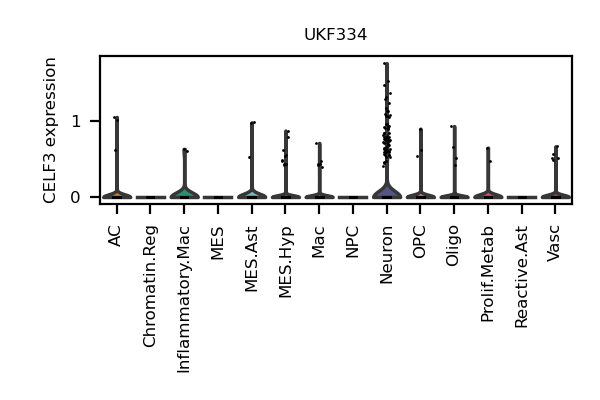 UKF334
CELF3 expression
1
0
AC
Chromatin.Reg
Inflammatory.Mac
MES
MES.Ast
MES.Hyp
Mac
NPC
Neuron
OPC
Oligo
Prolif.Metab
Reactive.Ast
Vasc